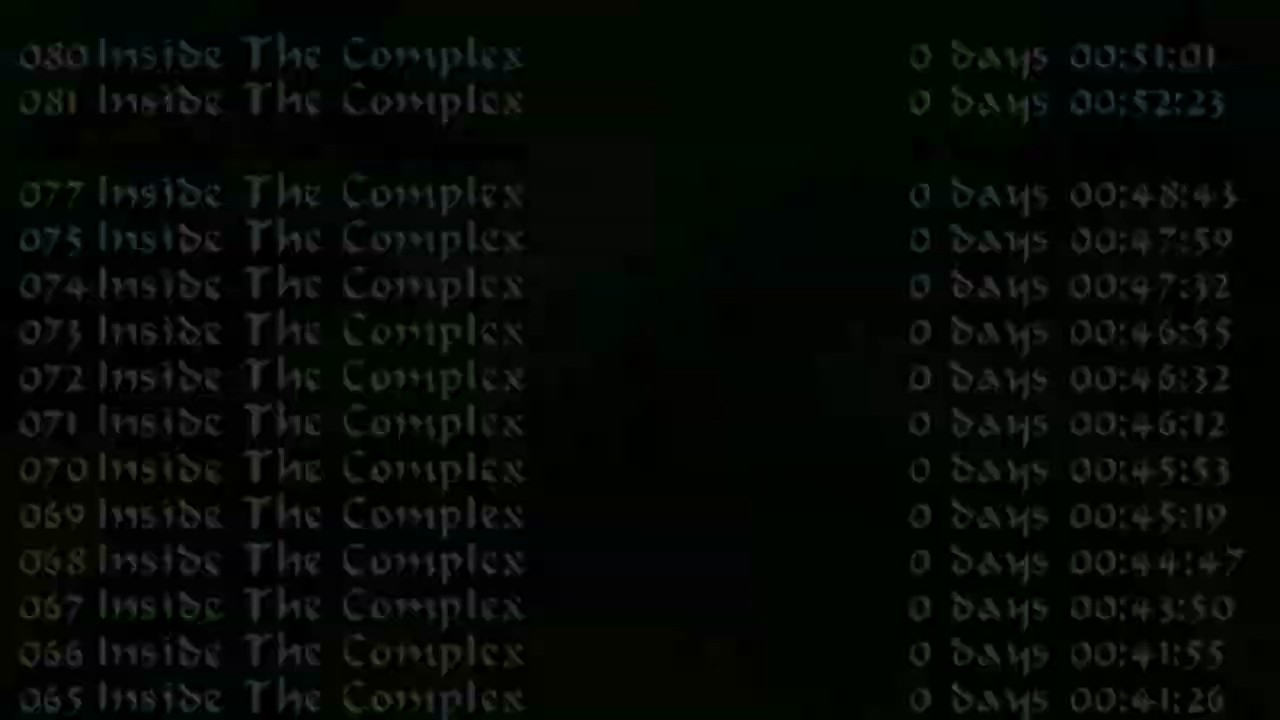 080 Inside The Complex 0 days 00:51:01
081 Inside The Complex 0 days 00:52:23
077 Inside The Complex 0 days 00:48:43
075 Inside The Complex 0 days 00:47:59
074 Inside The Complex 0 days 00:47:32
073 Inside The Complex 0 days 00:46:55
072 Inside The Complex 0 days 00:46:32
071 Inside The Complex 0 days 00:46:12
070 Inside The Complex 0 days 00:45:53
069 Inside The Complex 0 days 00:45:19
068 Inside The Complex 0 days 00:44:47
067 Inside The Complex 0 days 00:43:50
066 Inside The Complex 0 days 00:41:55
065 Inside The Complex 0 days 00:41:26